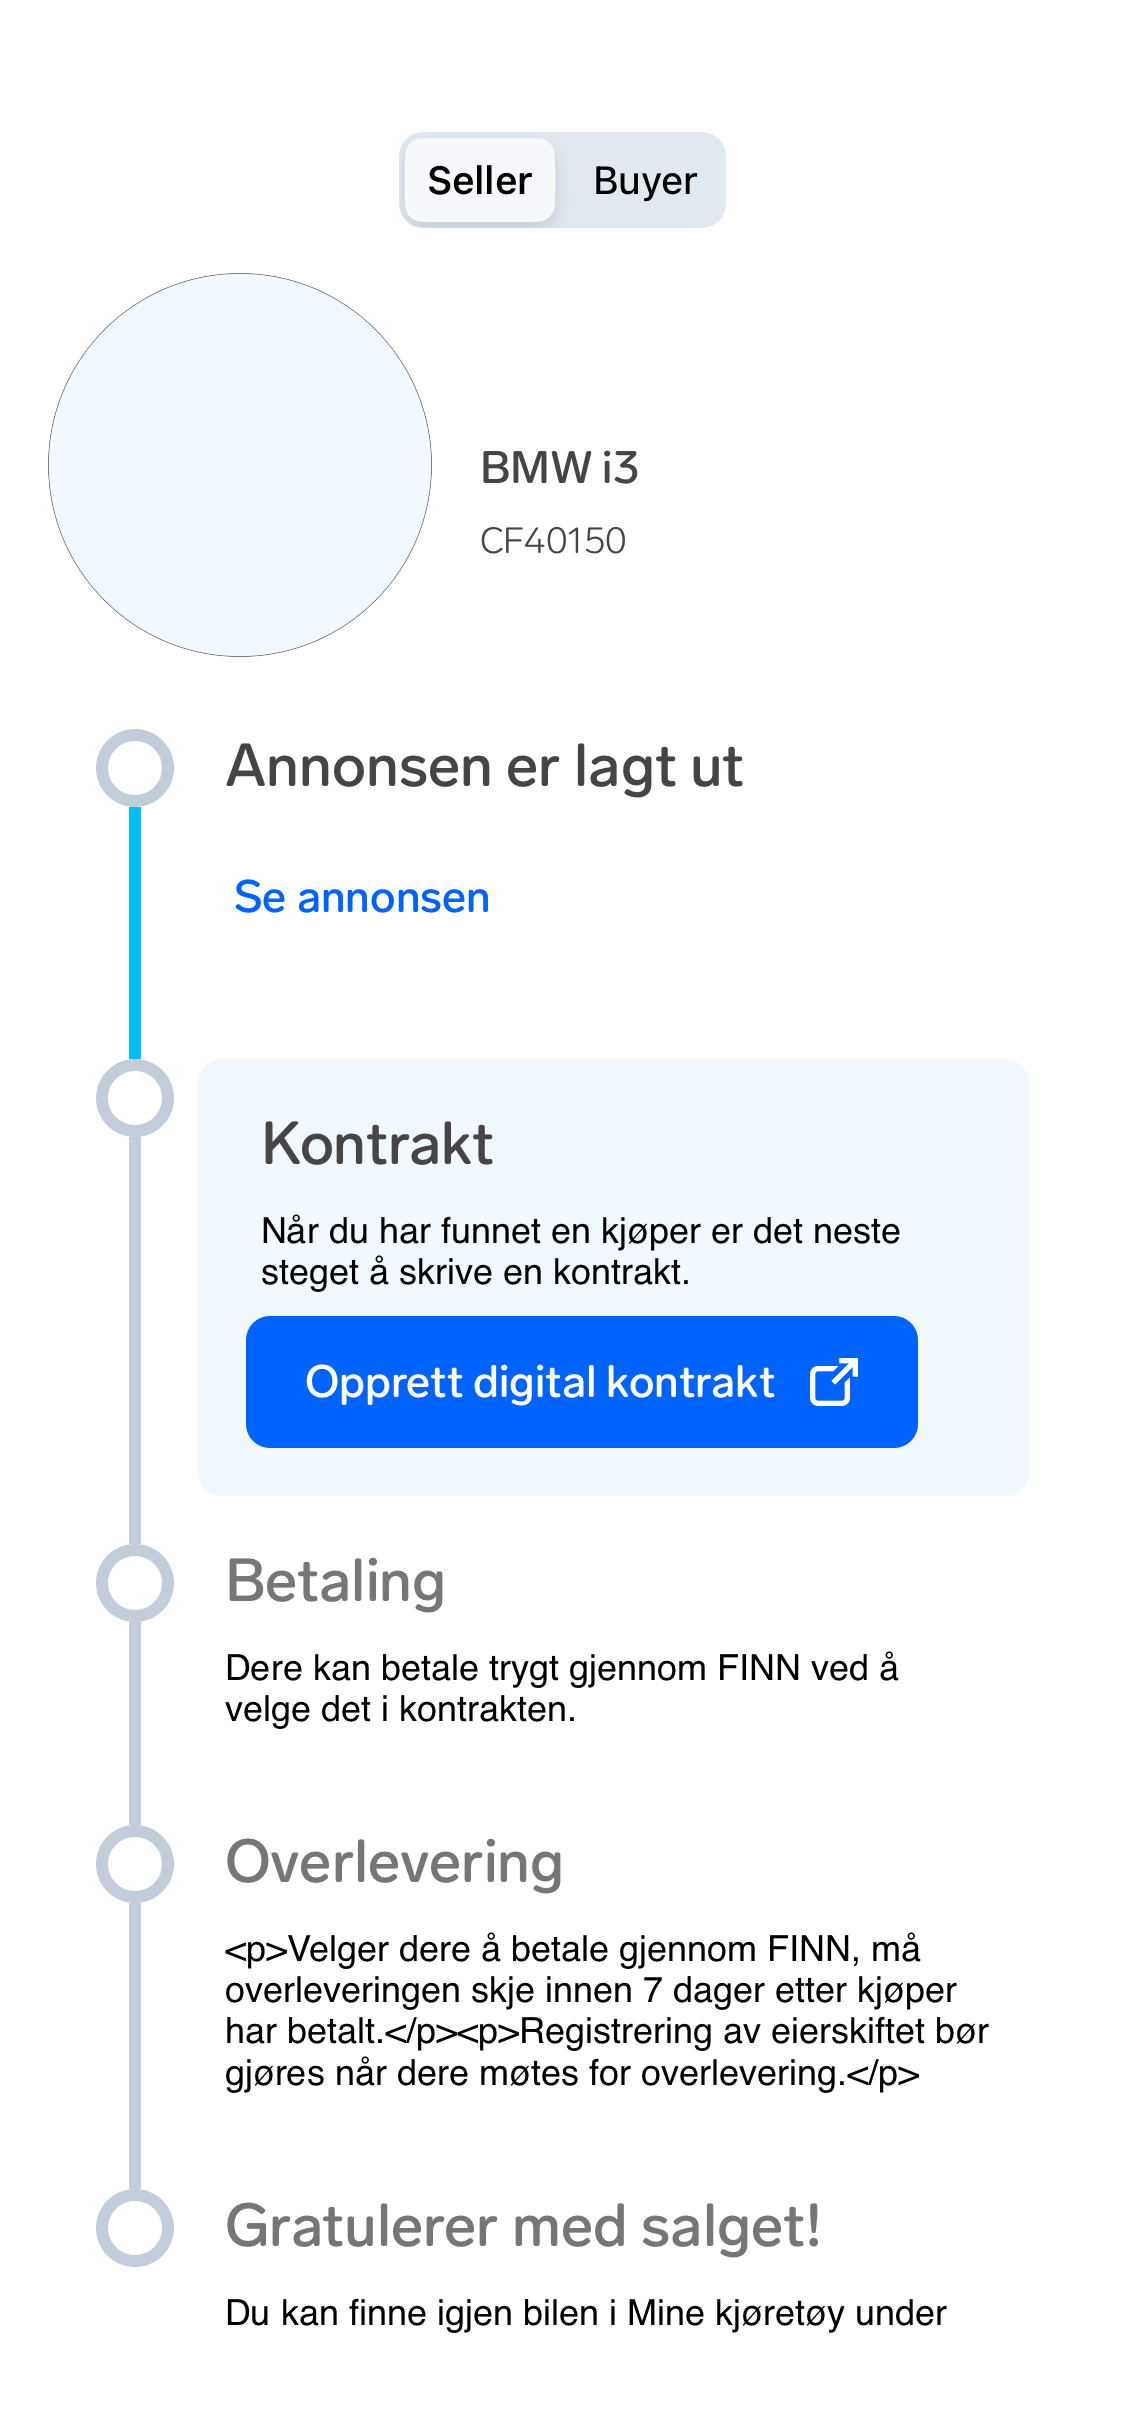 Seller
Buyer
BMW i3
CF40150
Annonsen er lagt ut
Se annonsen
Kontrakt
Når du har funnet en kjøper er det neste
steget å skrive en kontrakt.
Opprett digital kontrakt
Betaling
Dere kan betale trygt gjennom FINN ved å
velge det i kontrakten.
Overlevering
<p>Velger dere å betale gjennom FINN, må
overleveringen skje innen 7 dager etter kjøper
har betalt.</p><p>Registrering av eierskiftet bør
gjøres når dere møtes for overlevering.</p>
Gratulerer med salget!
Du kan finne igjen bilen i Mine kjøretøy under